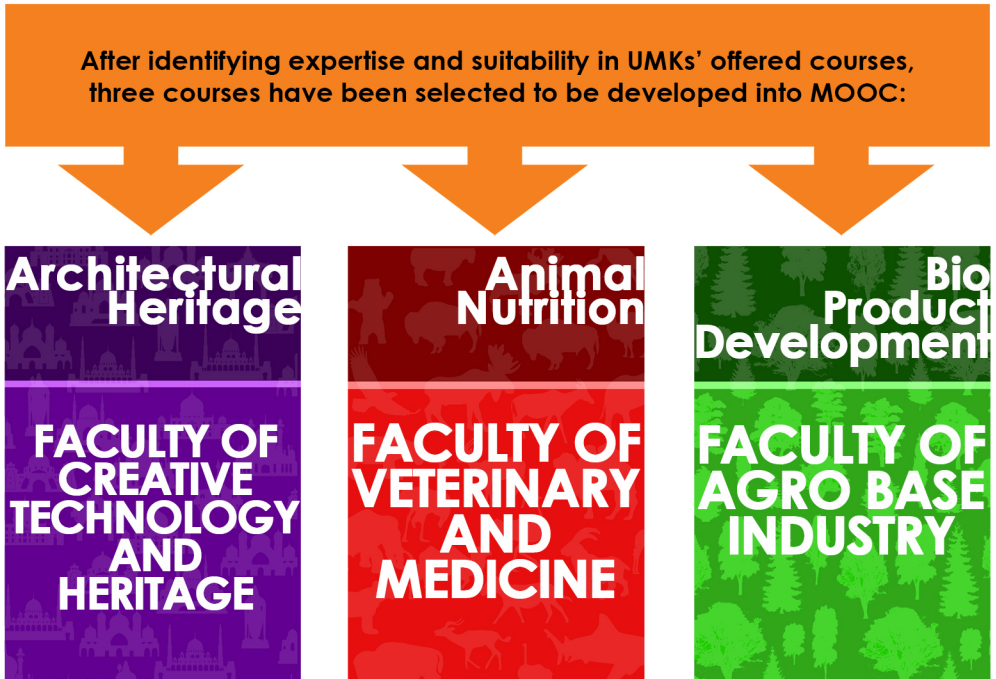 After identifying expertise and suitability in UMKs' offered courses,
three courses have been selected to be developed into MOOC:
Architectural
Heritage
FACULTY OF
CREATIVE
TECHNOLOGY
AND
HERITAGE
Animal
Nutrition
FACULTY OF
VETERINARY
AND
MEDICINE
Bio
Product
Development
FACULTY OF
AGRO BASE
INDUSTRY